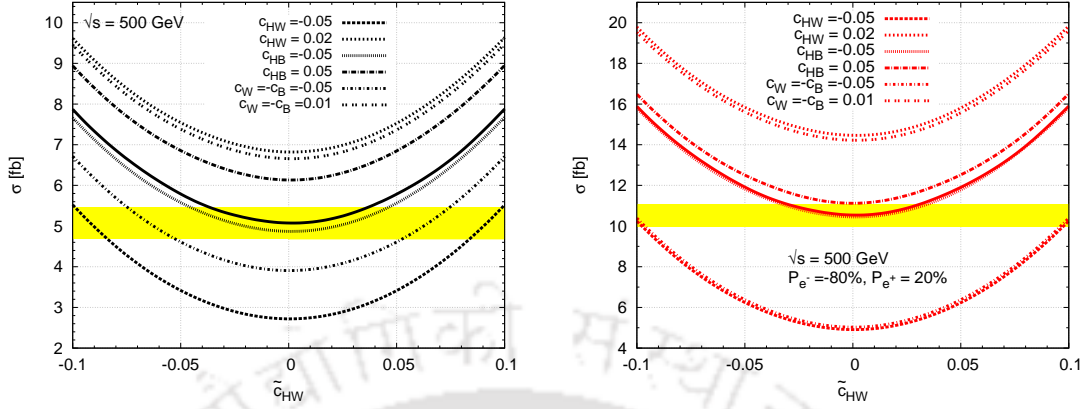 √s = 500 GeV
c_HW =-0.05
c_HW = 0.02
c_HB =-0.05
c_HB = 0.05
c_W =-c_B =-0.05
c_W =-c_B = 0.01
σ [fb]
10
9
8
7
6
5
4
3
2
-0.1 -0.05 0 0.05 0.1
c̃_HW
c_HW =-0.05
c_HW = 0.02
c_HB =-0.05
c_HB = 0.05
c_W =-c_B =-0.05
c_W =-c_B = 0.01
σ [fb]
20
18
16
14
12
10
8
6
4
√s = 500 GeV
P_e- =-80%, P_e+ = 20%
-0.1 -0.05 0 0.05 0.1
c̃_HW